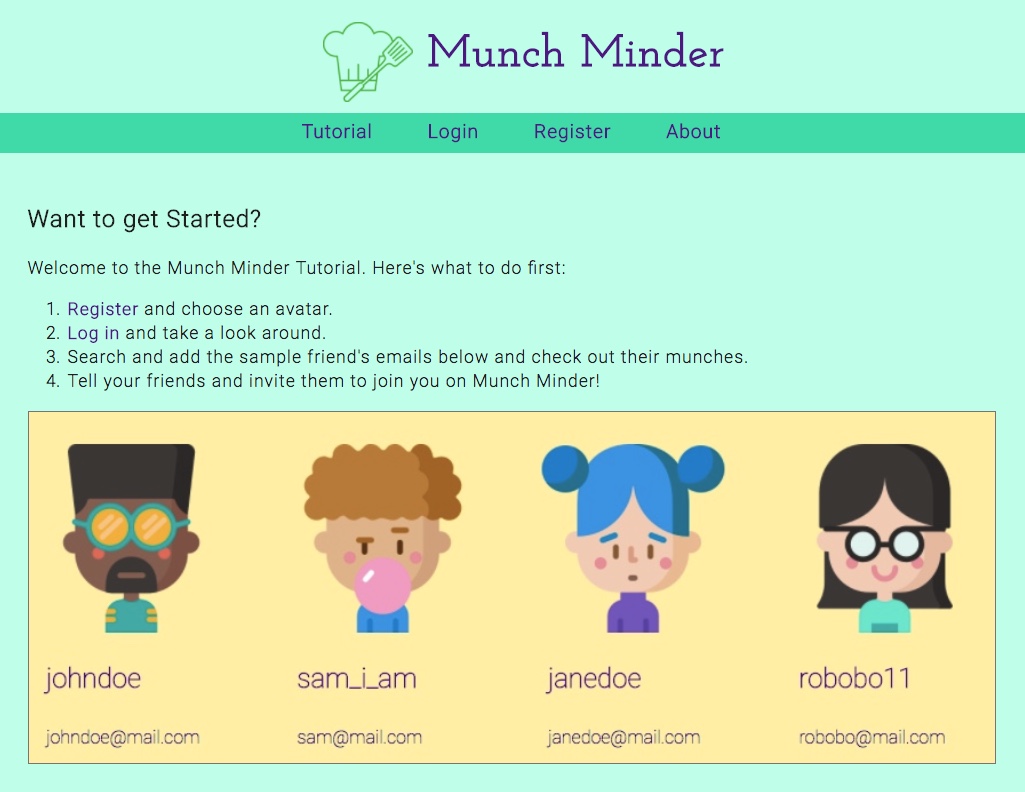 Munch Minder
Tutorial Login Register About
Want to get Started?
Welcome to the Munch Minder Tutorial. Here's what to do first:
1. Register and choose an avatar.
2. Log in and take a look around.
3. Search and add the sample friend's emails below and check out their munches.
4. Tell your friends and invite them to join you on Munch Minder!
johndoe sam_i_am janedoe robobo11
johndoe@mail.com sam@mail.com janedoe@mail.com robobo@mail.com